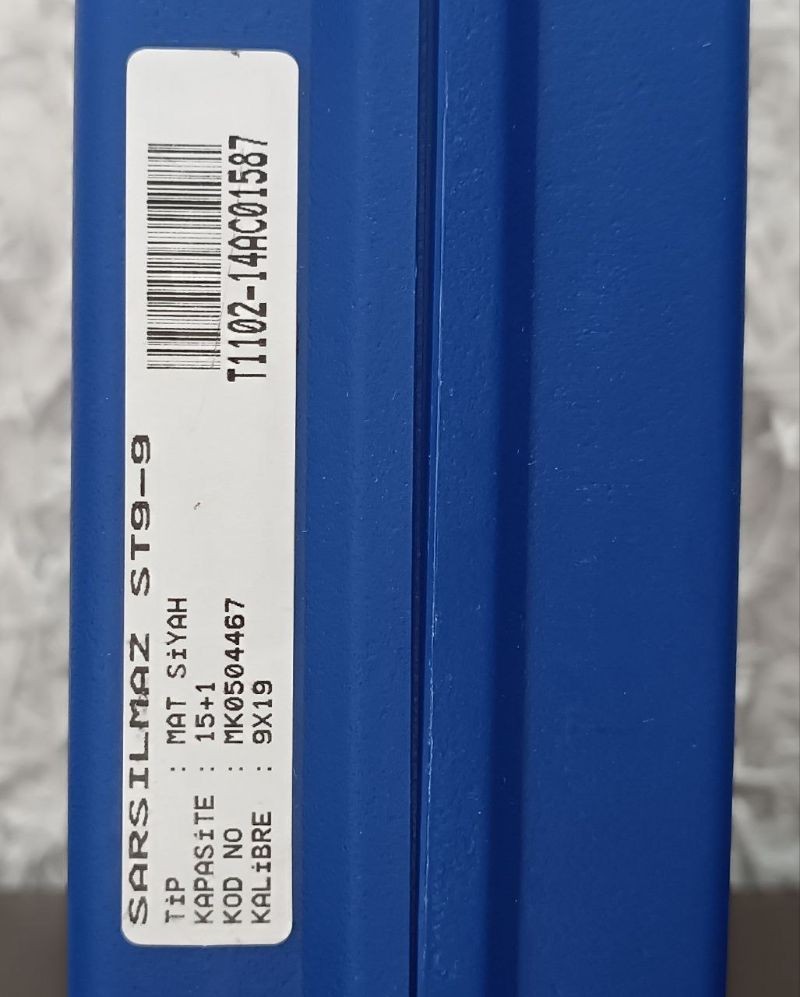 SARSILMAZ ST9-9
TiP : MAT SiYAH
KAPASiTE : 15+1
KOD NO : MK0504467
KALiBRE : 9X19
T1102-14AC01587